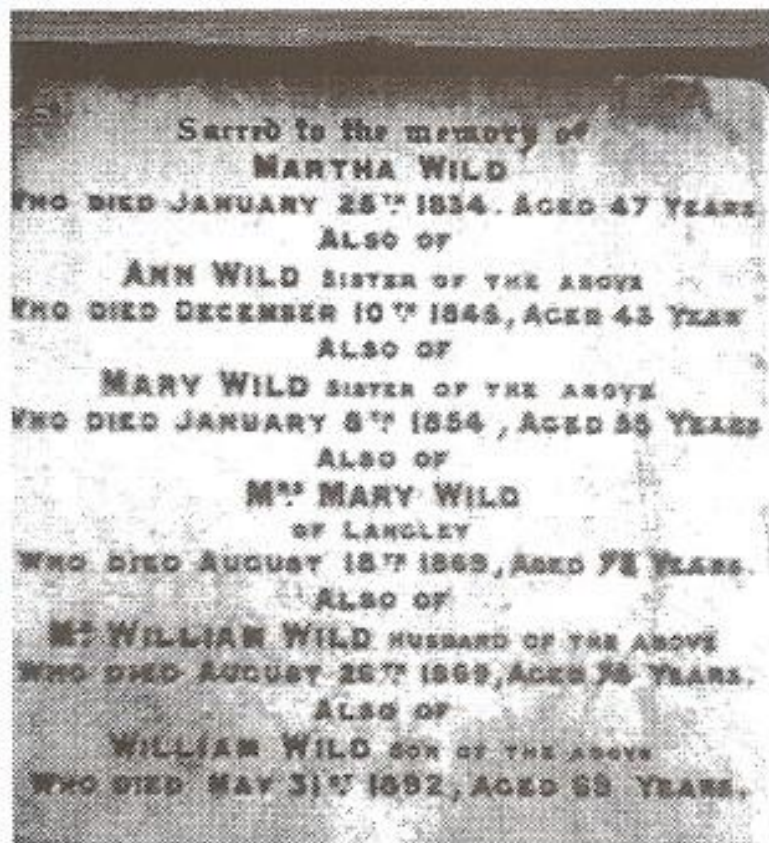 Sacred to the memory of
MARTHA WILD
WHO DIED JANUARY 1834. AGED 47 YEARS
ALSO OF
ANN WILD SISTER OF THE ABOVE
WHO DIED DECEMBER 10TH AGED YEAR
ALSO OF
MARY WILD SISTER OF THE ABOVE
WHO DIED JANUARY 1854, AGED YEARS
ALSO OF
MRS MARY WILD
OF LANGLEY
WHO DIED AUGUST 18TH 1869, AGED YEARS.
ALSO OF
MR WILLIAM WILD HUSBAND OF THE ABOVE
WHO DIED AUGUST 26TH 1869, AGED YEARS.
ALSO OF
WILLIAM WILD SON OF THE ABOVE
WHO DIED MAY 31ST 1892, AGED YEARS.